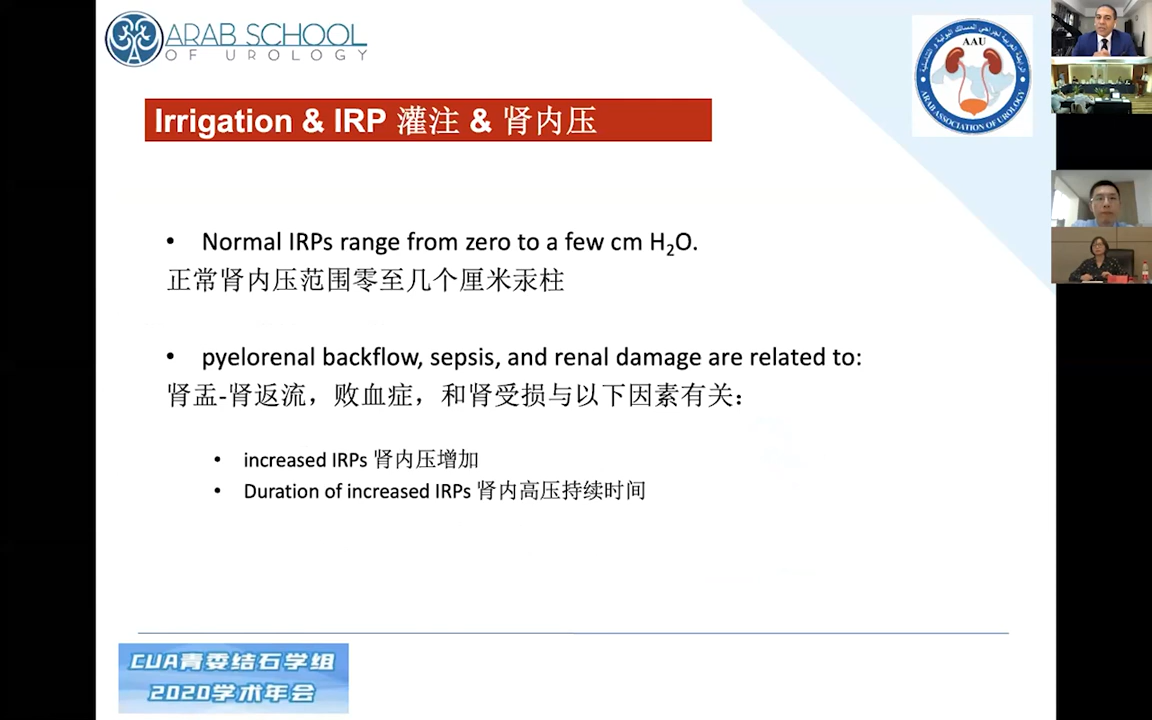 ARAB SCHOOL
OF UROLOGY
AAU
ARAB ASSOCIATION OF UROLOGY
Irrigation & IRP 灌注 & 肾内压
• Normal IRPs range from zero to a few cm H₂O.
正常肾内压范围零至几个厘米汞柱
• pyelorenal backflow, sepsis, and renal damage are related to:
肾盂-肾返流，败血症，和肾受损与以下因素有关：
• increased IRPs 肾内压增加
• Duration of increased IRPs 肾内高压持续时间
CUA青委结石学组
2020学术年会